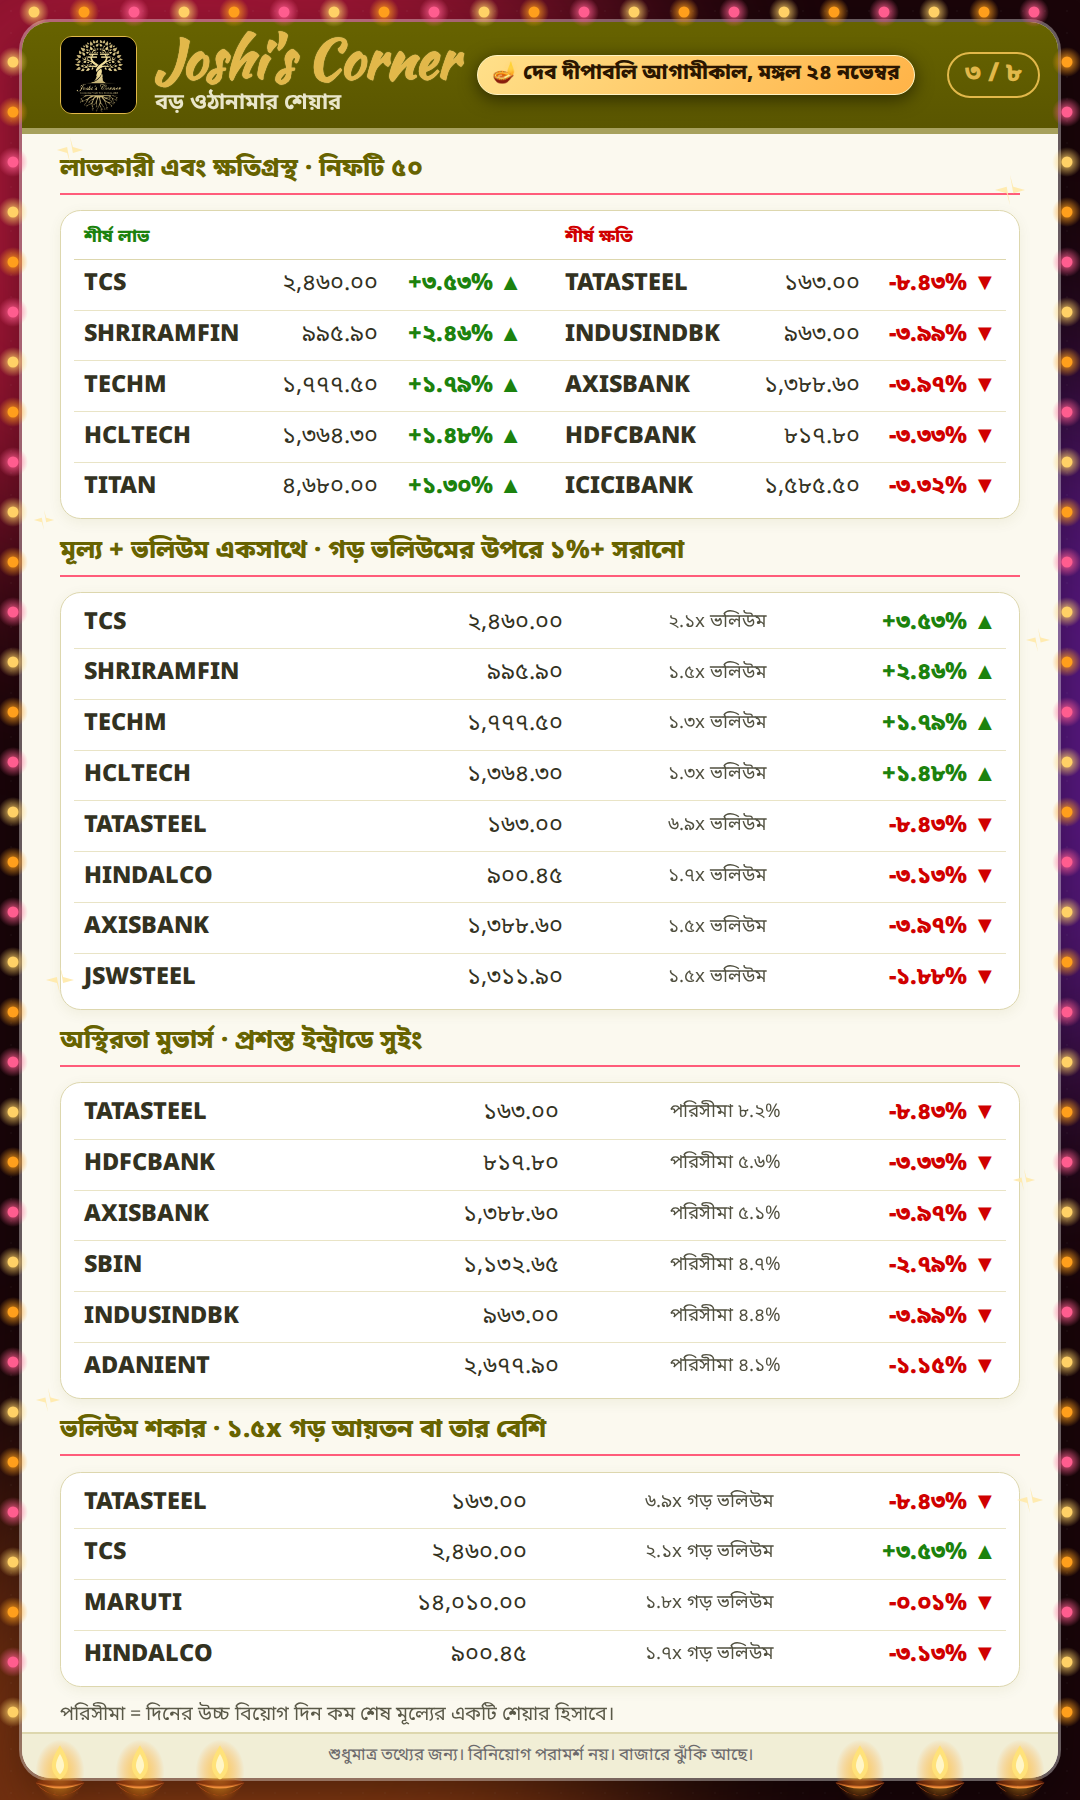 Joshi's Corner
Joshi's Corner
বড় ওঠানামার শেয়ার
🪔 দেব দীপাবলি আগামীকাল, মঙ্গল ২৪ নভেম্বর
৩ / ৮
লাভকারী এবং ক্ষতিগ্রস্থ · নিফটি ৫০
শীর্ষ লাভ শীর্ষ ক্ষতি
TCS ২,৪৬০.০০ +৩.৫৩% ▲ TATASTEEL ১৬৩.০০ -৮.৪৩% ▼
SHRIRAMFIN ৯৯৫.৯০ +২.৪৬% ▲ INDUSINDBK ৯৬৩.০০ -৩.৯৯% ▼
TECHM ১,৭৭৭.৫০ +১.৭৯% ▲ AXISBANK ১,৩৮৮.৬০ -৩.৯৭% ▼
HCLTECH ১,৩৬৪.৩০ +১.৪৮% ▲ HDFCBANK ৮১৭.৮০ -৩.৩৩% ▼
TITAN ৪,৬৮০.০০ +১.৩০% ▲ ICICIBANK ১,৫৮৫.৫০ -৩.৩২% ▼
মূল্য + ভলিউম একসাথে · গড় ভলিউমের উপরে ১%+ সরানো
TCS ২,৪৬০.০০ ২.১x ভলিউম +৩.৫৩% ▲
SHRIRAMFIN ৯৯৫.৯০ ১.৫x ভলিউম +২.৪৬% ▲
TECHM ১,৭৭৭.৫০ ১.৩x ভলিউম +১.৭৯% ▲
HCLTECH ১,৩৬৪.৩০ ১.৩x ভলিউম +১.৪৮% ▲
TATASTEEL ১৬৩.০০ ৬.৯x ভলিউম -৮.৪৩% ▼
HINDALCO ৯০০.৪৫ ১.৭x ভলিউম -৩.১৩% ▼
AXISBANK ১,৩৮৮.৬০ ১.৫x ভলিউম -৩.৯৭% ▼
JSWSTEEL ১,৩১১.৯০ ১.৫x ভলিউম -১.৮৮% ▼
অস্থিরতা মুভার্স · প্রশস্ত ইন্ট্রাডে সুইং
TATASTEEL ১৬৩.০০ পরিসীমা ৮.২% -৮.৪৩% ▼
HDFCBANK ৮১৭.৮০ পরিসীমা ৫.৬% -৩.৩৩% ▼
AXISBANK ১,৩৮৮.৬০ পরিসীমা ৫.১% -৩.৯৭% ▼
SBIN ১,১৩২.৬৫ পরিসীমা ৪.৭% -২.৭৯% ▼
INDUSINDBK ৯৬৩.০০ পরিসীমা ৪.৪% -৩.৯৯% ▼
ADANIENT ২,৬৭৭.৯০ পরিসীমা ৪.১% -১.১৫% ▼
ভলিউম শকার · ১.৫x গড় আয়তন বা তার বেশি
TATASTEEL ১৬৩.০০ ৬.৯x গড় ভলিউম -৮.৪৩% ▼
TCS ২,৪৬০.০০ ২.১x গড় ভলিউম +৩.৫৩% ▲
MARUTI ১৪,০১০.০০ ১.৮x গড় ভলিউম -০.০১% ▼
HINDALCO ৯০০.৪৫ ১.৭x গড় ভলিউম -৩.১৩% ▼
পরিসীমা = দিনের উচ্চ বিয়োগ দিন কম শেষ মূল্যের একটি শেয়ার হিসাবে।
শুধুমাত্র তথ্যের জন্য। বিনিয়োগ পরামর্শ নয়। বাজারে ঝুঁকি আছে।